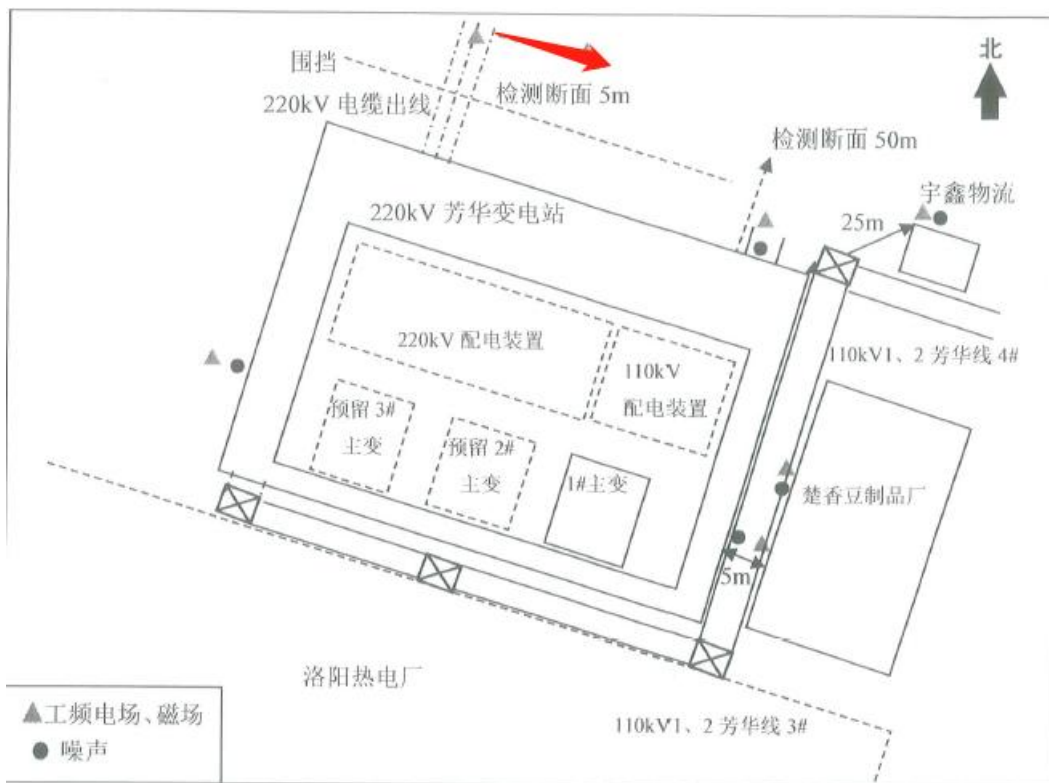 北
围挡
220kV 电缆出线
检测断面 5m
检测断面 50m
宇鑫物流
25m
220kV 芳华变电站
220kV 配电装置
110kV
配电装置
110kV1、2 芳华线 4#
预留 3#
主变
预留 2#
主变
1#主变
楚香豆制品厂
5m
洛阳热电厂
110kV1、2 芳华线 3#
工频电场、磁场
噪声